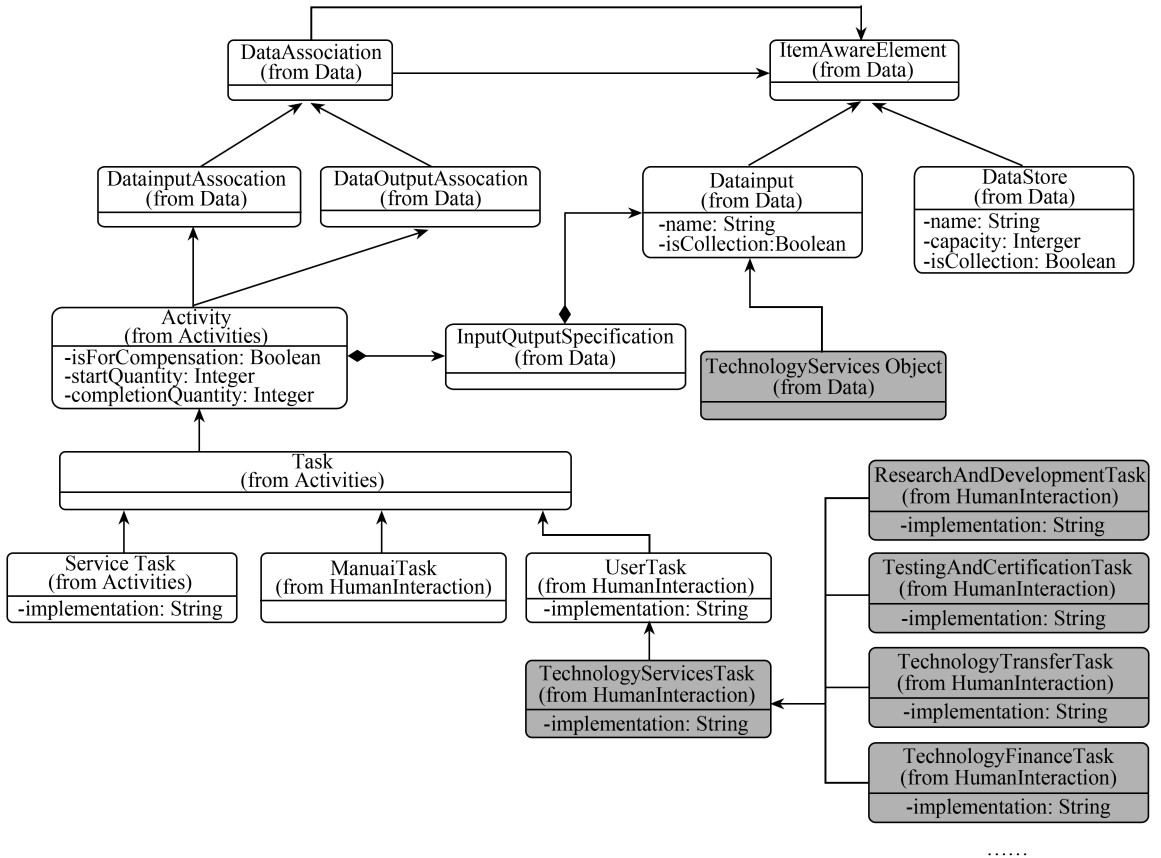 DataAssociation
(from Data)
ItemAwareElement
(from Data)
DatainputAssocation
(from Data)
DataOutputAssocation
(from Data)
Datainput
(from Data)
-name: String
-isCollection:Boolean
DataStore
(from Data)
-name: String
-capacity: Interger
-isCollection: Boolean
Activity
(from Activities)
-isForCompensation: Boolean
-startQuantity: Integer
-completionQuantity: Integer
InputQutputSpecification
(from Data)
TechnologyServices Object
(from Data)
Task
(from Activities)
Service Task
(from Activities)
-implementation: String
ManuaiTask
(from HumanInteraction)
UserTask
(from HumanInteraction)
-implementation: String
TechnologyServicesTask
(from HumanInteraction)
-implementation: String
ResearchAndDevelopmentTask
(from HumanInteraction)
-implementation: String
TestingAndCertificationTask
(from HumanInteraction)
-implementation: String
TechnologyTransferTask
(from HumanInteraction)
-implementation: String
TechnologyFinanceTask
(from HumanInteraction)
-implementation: String
……